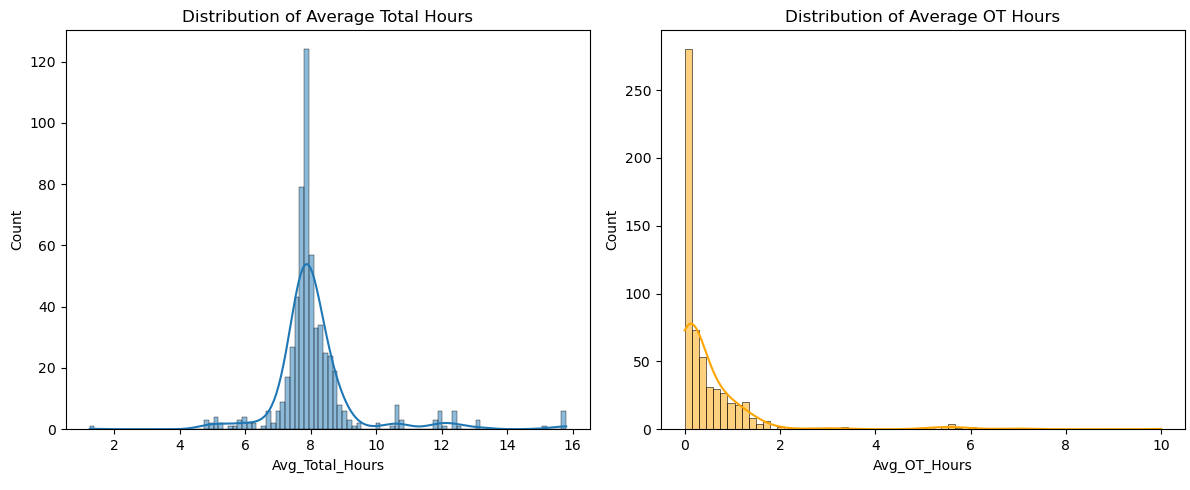 Distribution of Average Total Hours
120
100
80
60
40
20
0
Count
2 4 6 8 10 12 14 16
Avg_Total_Hours
Distribution of Average OT Hours
250
200
150
100
50
0
Count
0 2 4 6 8 10
Avg_OT_Hours